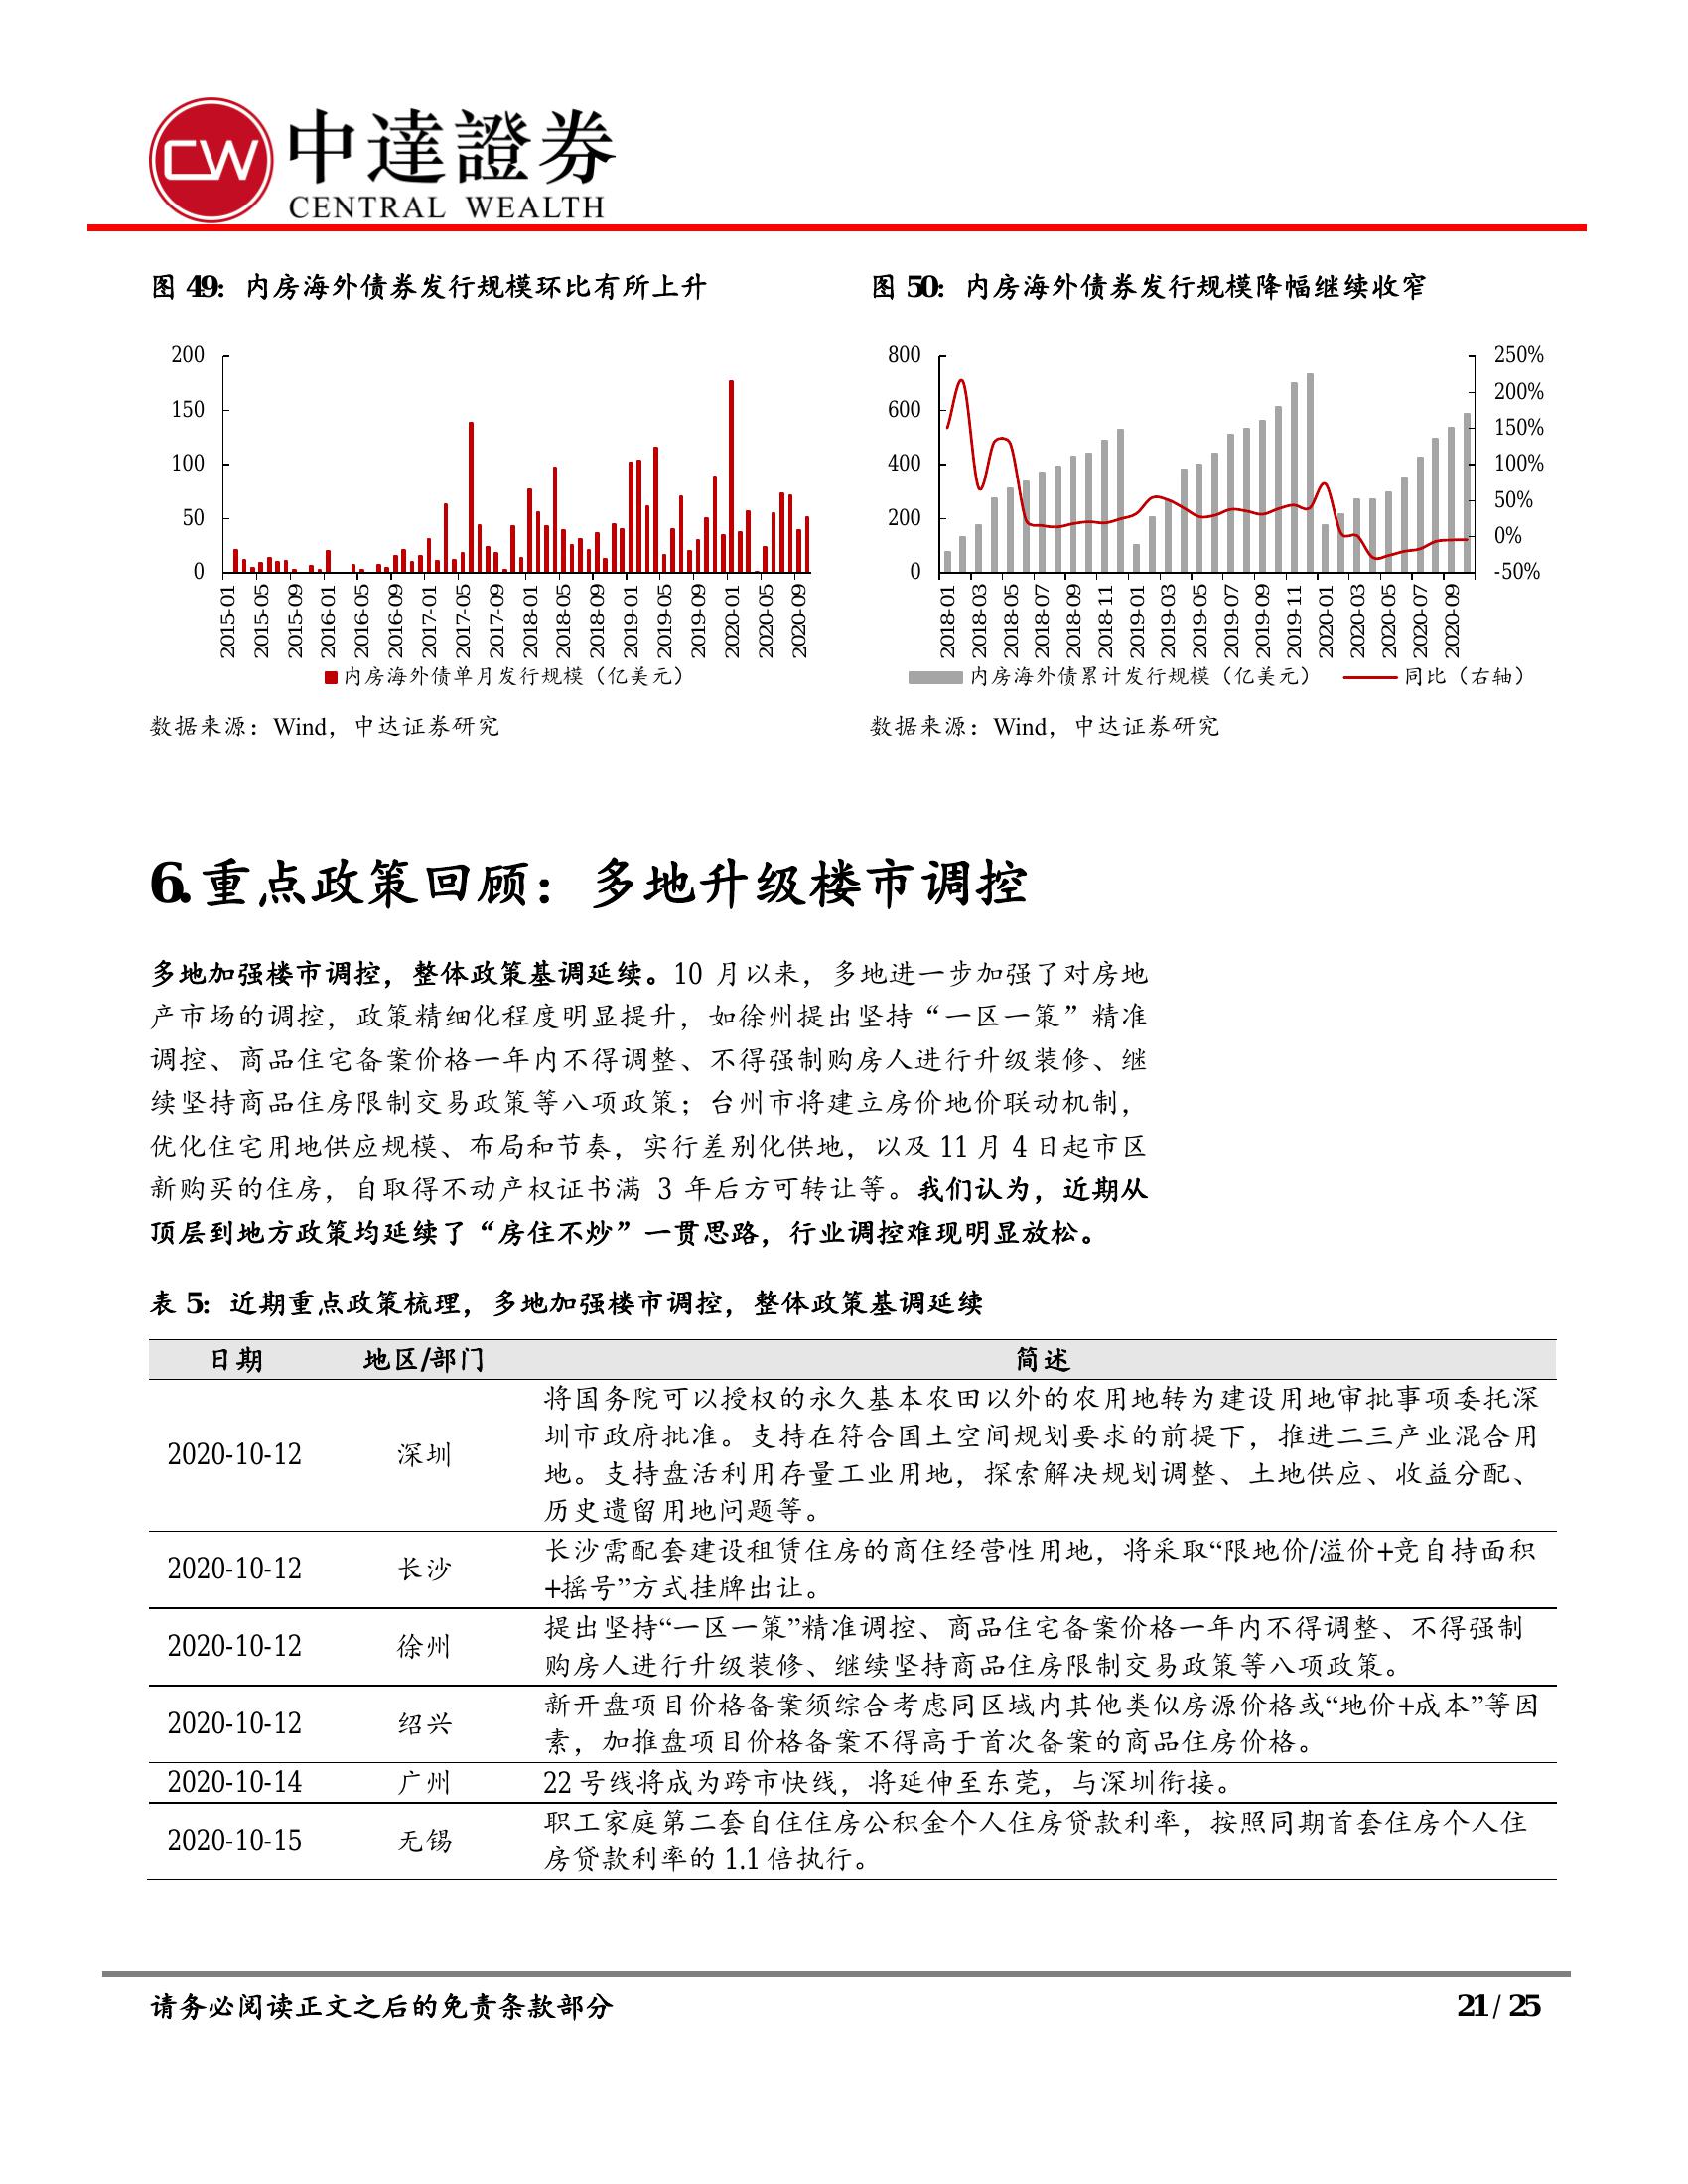 CW 中達證券
CENTRAL WEALTH
图 49：内房海外债券发行规模环比有所上升
200
150
100
50
0
2015-01
2015-05
2015-09
2016-01
2016-05
2016-09
2017-01
2017-05
2017-09
2018-01
2018-05
2018-09
2019-01
2019-05
2019-09
2020-01
2020-05
2020-09
内房海外债单月发行规模（亿美元）
数据来源：Wind，中达证券研究
图 50：内房海外债券发行规模降幅继续收窄
800
600
400
200
0
250%
200%
150%
100%
50%
0%
-50%
2018-01
2018-03
2018-05
2018-07
2018-09
2018-11
2019-01
2019-03
2019-05
2019-07
2019-09
2019-11
2020-01
2020-03
2020-05
2020-07
2020-09
内房海外债累计发行规模（亿美元） 同比（右轴）
数据来源：Wind，中达证券研究
6.重点政策回顾：多地升级楼市调控
多地加强楼市调控，整体政策基调延续。10 月以来，多地进一步加强了对房地
产市场的调控，政策精细化程度明显提升，如徐州提出坚持“一区一策”精准
调控、商品住宅备案价格一年内不得调整、不得强制购房人进行升级装修、继
续坚持商品住房限制交易政策等八项政策；台州市将建立房价地价联动机制，
优化住宅用地供应规模、布局和节奏，实行差别化供地，以及 11 月 4 日起市区
新购买的住房，自取得不动产权证书满 3 年后方可转让等。我们认为，近期从
顶层到地方政策均延续了“房住不炒”一贯思路，行业调控难现明显放松。
表 5：近期重点政策梳理，多地加强楼市调控，整体政策基调延续
日期 地区/部门 简述
2020-10-12 深圳 将国务院可以授权的永久基本农田以外的农用地转为建设用地审批事项委托深
圳市政府批准。支持在符合国土空间规划要求的前提下，推进二三产业混合用
地。支持盘活利用存量工业用地，探索解决规划调整、土地供应、收益分配、
历史遗留用地问题等。
2020-10-12 长沙 长沙需配套建设租赁住房的商住经营性用地，将采取“限地价/溢价+竞自持面积
+摇号”方式挂牌出让。
2020-10-12 徐州 提出坚持“一区一策”精准调控、商品住宅备案价格一年内不得调整、不得强制
购房人进行升级装修、继续坚持商品住房限制交易政策等八项政策。
2020-10-12 绍兴 新开盘项目价格备案须综合考虑同区域内其他类似房源价格或“地价+成本”等因
素，加推盘项目价格备案不得高于首次备案的商品住房价格。
2020-10-14 广州 22 号线将成为跨市快线，将延伸至东莞，与深圳衔接。
2020-10-15 无锡 职工家庭第二套自住住房公积金个人住房贷款利率，按照同期首套住房个人住
房贷款利率的 1.1 倍执行。
请务必阅读正文之后的免责条款部分
21 / 25